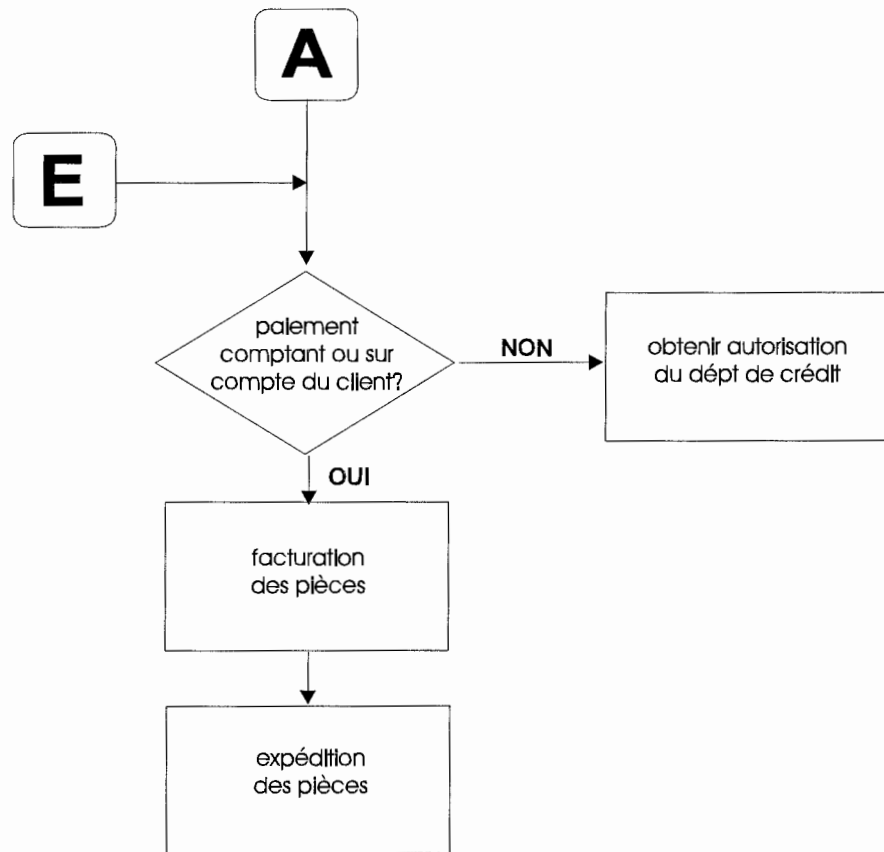 A
E
paiement
comptant ou sur
compte du client?
NON
obtenir autorisation
du dépt de crédit
OUI
facturation
des pièces
expédition
des pièces